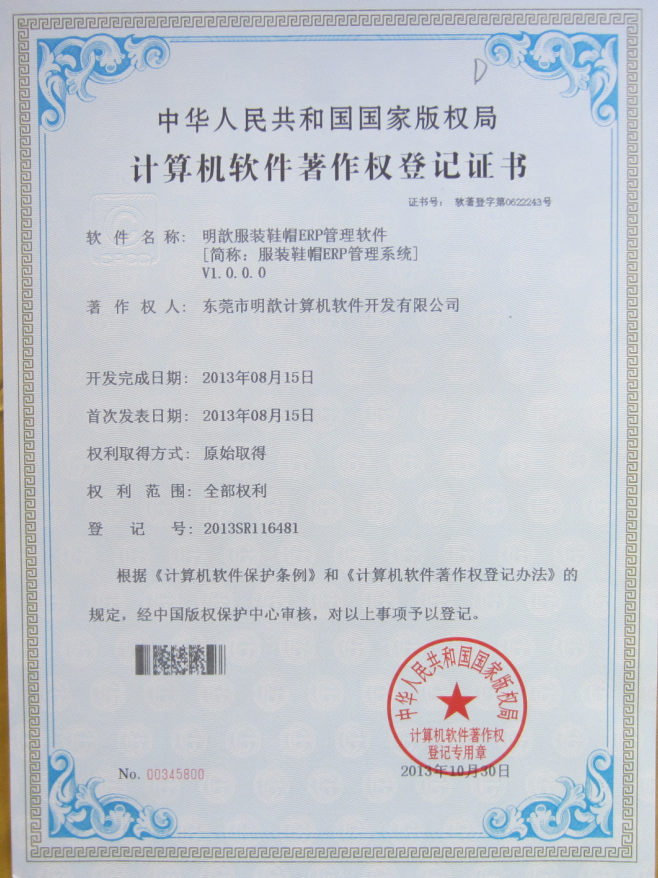 D
中华人民共和国国家版权局
计算机软件著作权登记证书
证书号： 软著登字第0622243号
软件名称： 明歆服装鞋帽ERP管理软件
[简称：服装鞋帽ERP管理系统]
V1.0.0.0
著作权人： 东莞市明歆计算机软件开发有限公司
开发完成日期： 2013年08月15日
首次发表日期： 2013年08月15日
权利取得方式： 原始取得
权利范围： 全部权利
登记号： 2013SR116481
根据《计算机软件保护条例》和《计算机软件著作权登记办法》的
规定，经中国版权保护中心审核，对以上事项予以登记。
中华人民共和国国家版权局
计算机软件著作权
登记专用章
No. 00345800
2013年10月30日